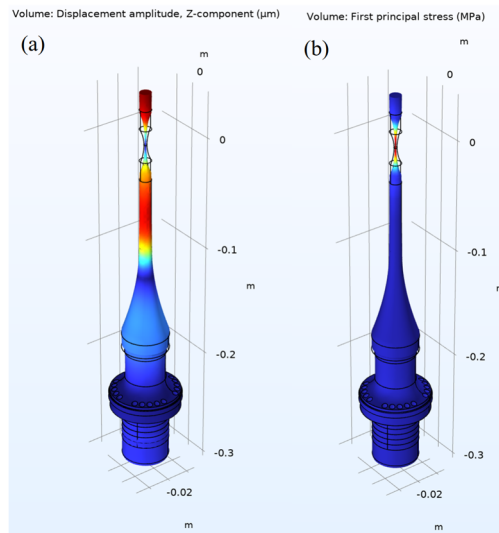 Volume: Displacement amplitude, Z-component (μm)
(a)
m
0
0
-0.1
m
-0.2
-0.3
-0.02
m
Volume: First principal stress (MPa)
(b)
m
0
0
-0.1
-0.2
-0.3
-0.02
m